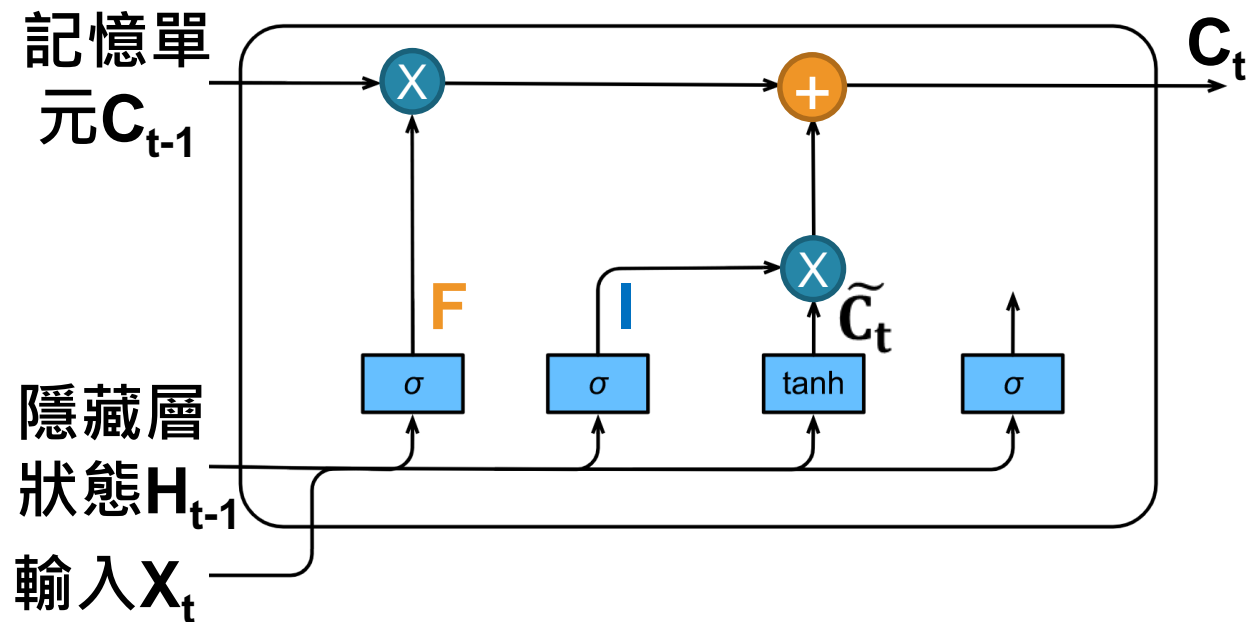 記憶單
元Ct-1
X
+
Ct
F
I
X
C̃t
σ
σ
tanh
σ
隱藏層
狀態Ht-1
輸入Xt